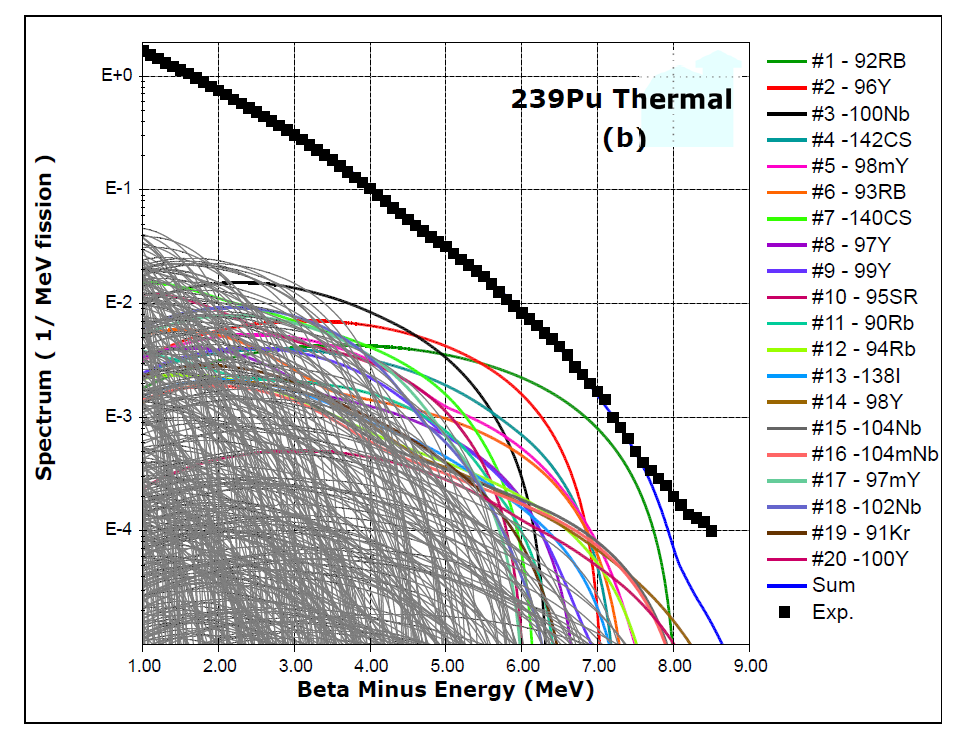 239Pu Thermal
(b)
Spectrum ( 1/ MeV fission )
E+0
E-1
E-2
E-3
E-4
1.00 2.00 3.00 4.00 5.00 6.00 7.00 8.00 9.00
Beta Minus Energy (MeV)
#1 - 92RB
#2 - 96Y
#3 -100Nb
#4 -142CS
#5 - 98mY
#6 - 93RB
#7 -140CS
#8 - 97Y
#9 - 99Y
#10 - 95SR
#11 - 90Rb
#12 - 94Rb
#13 -138I
#14 - 98Y
#15 -104Nb
#16 -104mNb
#17 - 97mY
#18 -102Nb
#19 - 91Kr
#20 -100Y
Sum
Exp.